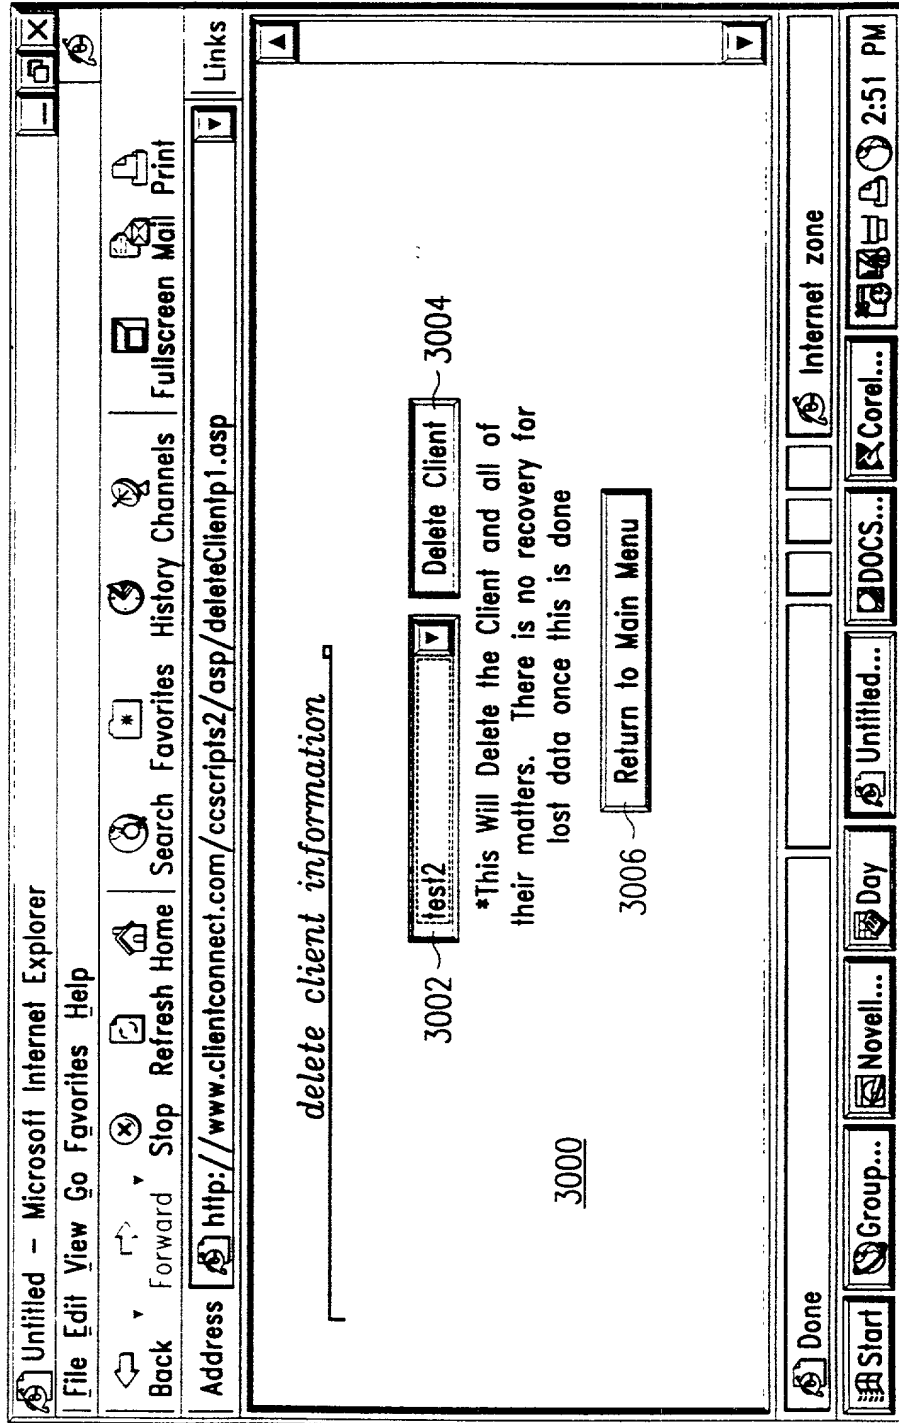 Untitled – Microsoft Internet Explorer
File Edit View Go Favorites Help
Back Forward Stop Refresh Home Search Favorites History Channels Fullscreen Mail Print
Address http://www.clientconnect.com/ccscripts2/asp/deleteClientp1.asp Links
delete client information
3002 test2 Delete Client 3004
*This Will Delete the Client and all of
their matters. There is no recovery for
lost data once this is done
3006 Return to Main Menu
3000
Done Internet zone
Start Group... Novell... Day Untitled... DOCS... Corel... 2:51 PM